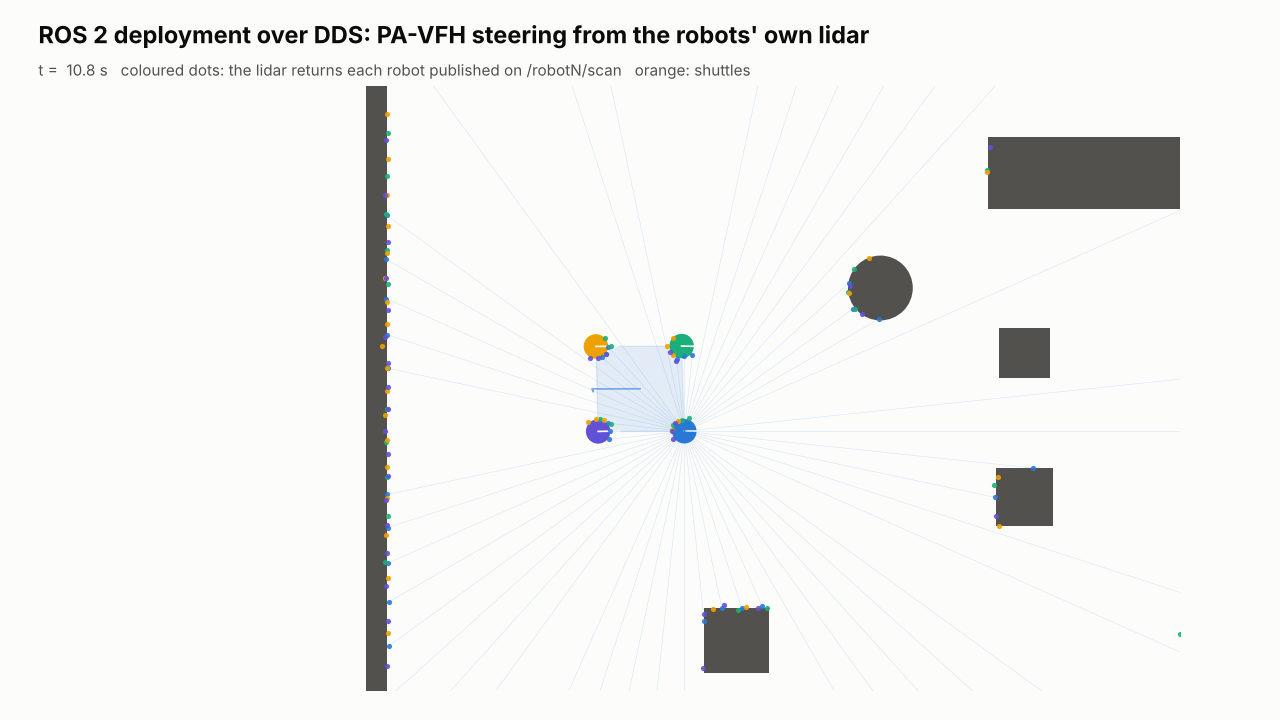 ROS 2 deployment over DDS: PA-VFH steering from the robots' own lidar
t = 10.8 s coloured dots: the lidar returns each robot published on /robotN/scan orange: shuttles